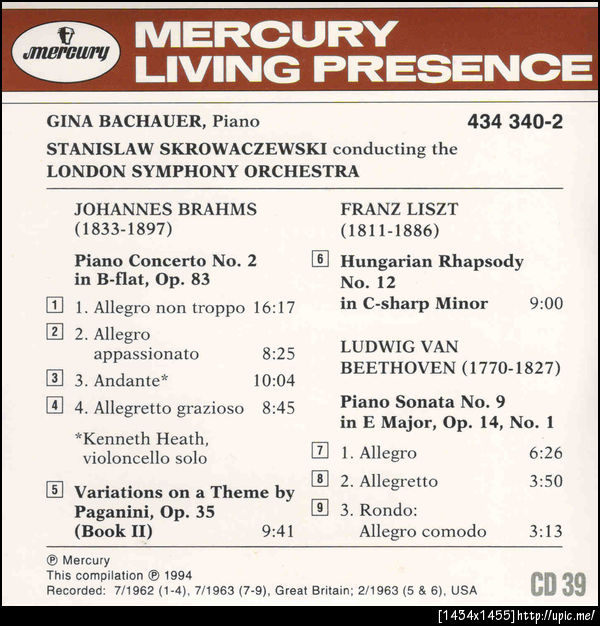 mercury
MERCURY
LIVING PRESENCE
GINA BACHAUER, Piano
434 340-2
STANISLAW SKROWACZEWSKI conducting the
LONDON SYMPHONY ORCHESTRA
JOHANNES BRAHMS
(1833-1897)
Piano Concerto No. 2
in B-flat, Op. 83
1 1. Allegro non troppo 16:17
2 2. Allegro
appassionato 8:25
3 3. Andante* 10:04
4 4. Allegretto grazioso 8:45
*Kenneth Heath,
violoncello solo
5 Variations on a Theme by
Paganini, Op. 35
(Book II) 9:41
FRANZ LISZT
(1811-1886)
6 Hungarian Rhapsody
No. 12
in C-sharp Minor 9:00
LUDWIG VAN
BEETHOVEN (1770-1827)
Piano Sonata No. 9
in E Major, Op. 14, No. 1
7 1. Allegro 6:26
8 2. Allegretto 3:50
9 3. Rondo:
Allegro comodo 3:13
℗ Mercury
This compilation ℗ 1994
Recorded: 7/1962 (1-4), 7/1963 (7-9), Great Britain; 2/1963 (5 & 6), USA
CD 39
[1434x1455]http://upic.me/